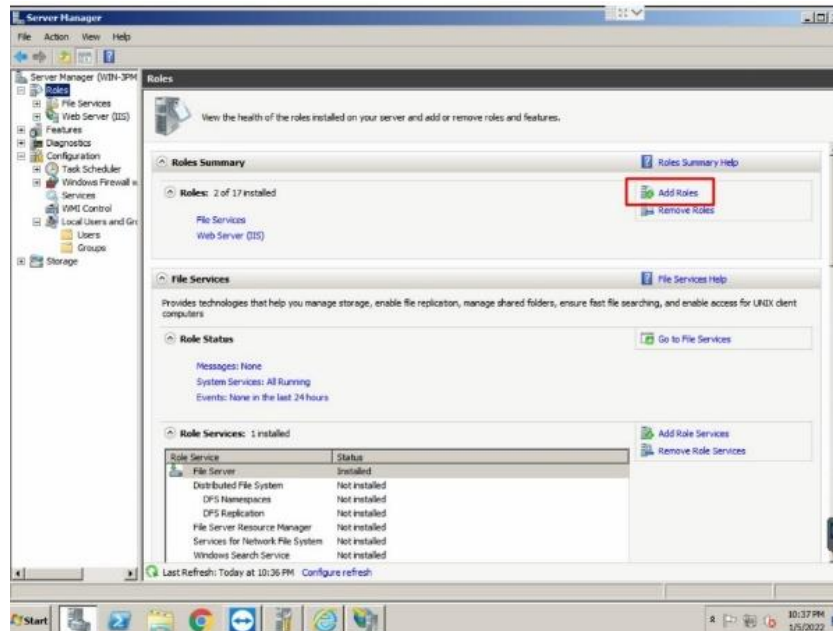 Server Manager
File Action View Help
Server Manager (WIN-3PM
Roles
File Services
Web Server (IIS)
Features
Diagnostics
Configuration
Task Scheduler
Windows Firewall w
Services
WMI Control
Local Users and Gr
Users
Groups
Storage
Roles
View the health of the roles installed on your server and add or remove roles and features.
Roles Summary
Roles Summary Help
Roles: 2 of 17 installed
Add Roles
Remove Roles
File Services
Web Server (IIS)
File Services
File Services Help
Provides technologies that help you manage storage, enable file replication, manage shared folders, ensure fast file searching, and enable access for UNIX client
computers
Role Status
Go to File Services
Messages: None
System Services: All Running
Events: None in the last 24 hours
Role Services: 1 installed
Add Role Services
Remove Role Services
Role Service Status
File Server Installed
Distributed File System Not installed
DFS Namespaces Not installed
DFS Replication Not installed
File Server Resource Manager Not installed
Services for Network File System Not installed
Windows Search Service Not installed
Last Refresh: Today at 10:36 PM Configure refresh
Start
10:37 PM
1/5/2022